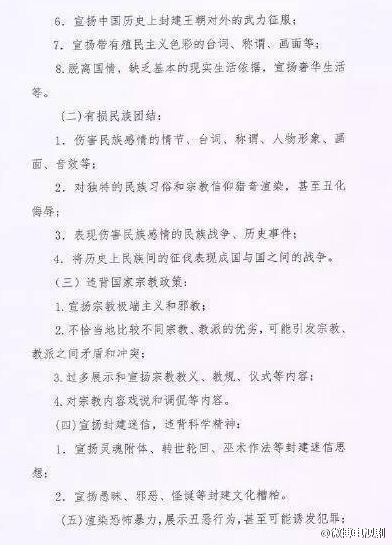 6. 宣扬中国历史上封建王朝对外的武力征服;
7. 宣扬带有殖民主义色彩的台词、称谓、画面等;
8.脱离国情，缺乏基本的现实生活依据，宣扬奢华生活
等。
(二)有损民族团结:
1. 伤害民族感情的情节、台词、称谓、人物形象、画
面、音效等;
2. 对独特的民族习俗和宗教信仰猎奇渲染，甚至丑化
侮辱;
3. 表现伤害民族感情的民族战争、历史事件;
4. 将历史上民族间的征伐表现成国与国之间的战争。
(三) 违背国家宗教政策:
1.宣扬宗教极端主义和邪教;
2.不恰当地比较不同宗教、教派的优劣，可能引发宗教、
教派之间矛盾和冲突;
3.过多展示和宣扬宗教教义、教规、仪式等内容;
4.对宗教内容戏说和调侃等内容。
(四)宣扬封建迷信，违背科学精神:
1. 宣扬灵魂附体、转世轮回、巫术作法等封建迷信思
想;
2. 宣扬愚昧、邪恶、怪诞等封建文化糟粕。
(五)渲染恐怖暴力,展示丑恶行为,甚至可能诱发犯罪: